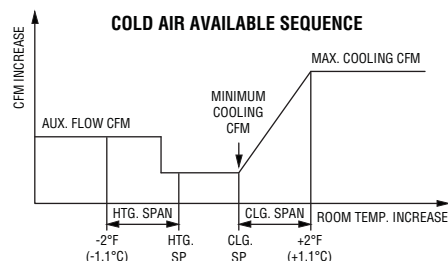 COLD AIR AVAILABLE SEQUENCE
CFM INCREASE
MAX. COOLING CFM
MINIMUM
COOLING
CFM
AUX. FLOW CFM
HTG. SPAN
CLG. SPAN
ROOM TEMP. INCREASE
-2°F
(-1.1°C)
HTG.
SP
CLG.
SP
+2°F
(+1.1°C)